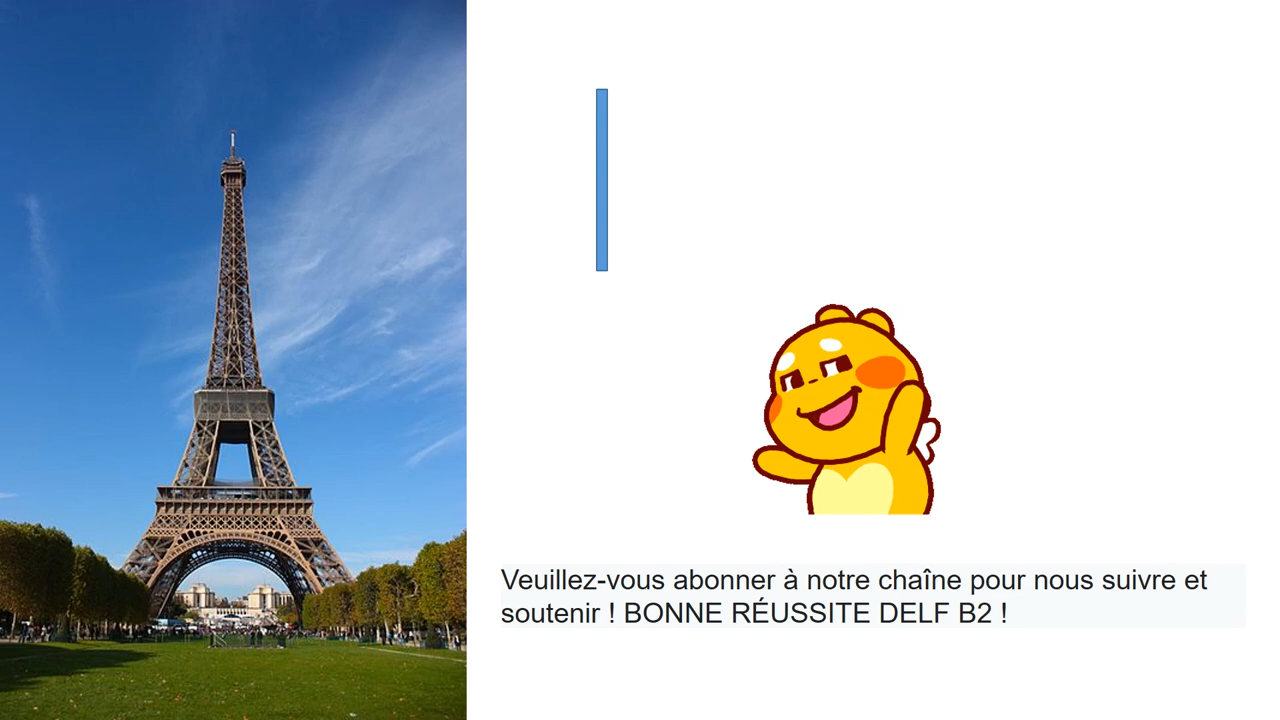 Veuillez-vous abonner à notre chaîne pour nous suivre et
soutenir ! BONNE RÉUSSITE DELF B2 !